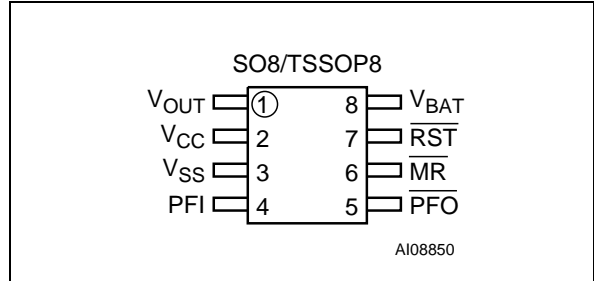 SO8/TSSOP8
VOUT 1 8 VBAT
VCC 2 7 RST
VSS 3 6 MR
PFI 4 5 PFO
AI08850